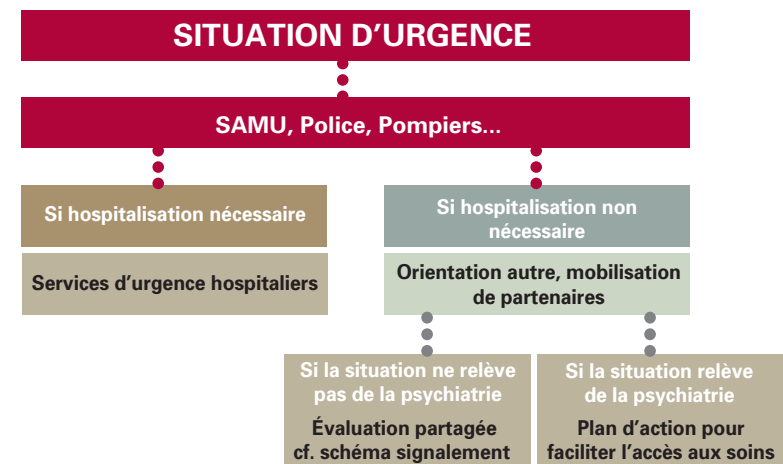 SITUATION D’URGENCE
SAMU, Police, Pompiers...
Si hospitalisation nécessaire
Services d’urgence hospitaliers
Si hospitalisation non
nécessaire
Orientation autre, mobilisation
de partenaires
Si la situation ne relève
pas de la psychiatrie
Évaluation partagée
cf. schéma signalement
Si la situation relève
de la psychiatrie
Plan d’action pour
faciliter l’accès aux soins